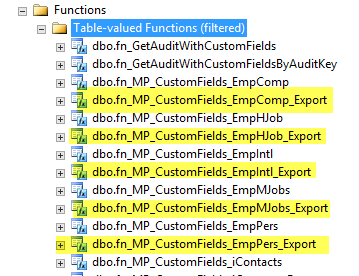 Functions
Table-valued Functions (filtered)
dbo.fn_GetAuditWithCustomFields
dbo.fn_GetAuditWithCustomFieldsByAuditKey
dbo.fn_MP_CustomFields_EmpComp
dbo.fn_MP_CustomFields_EmpComp_Export
dbo.fn_MP_CustomFields_EmpHJob
dbo.fn_MP_CustomFields_EmpHJob_Export
dbo.fn_MP_CustomFields_EmpIntl
dbo.fn_MP_CustomFields_EmpIntl_Export
dbo.fn_MP_CustomFields_EmpMJobs
dbo.fn_MP_CustomFields_EmpMJobs_Export
dbo.fn_MP_CustomFields_EmpPers
dbo.fn_MP_CustomFields_EmpPers_Export
dbo.fn_MP_CustomFields_iContacts